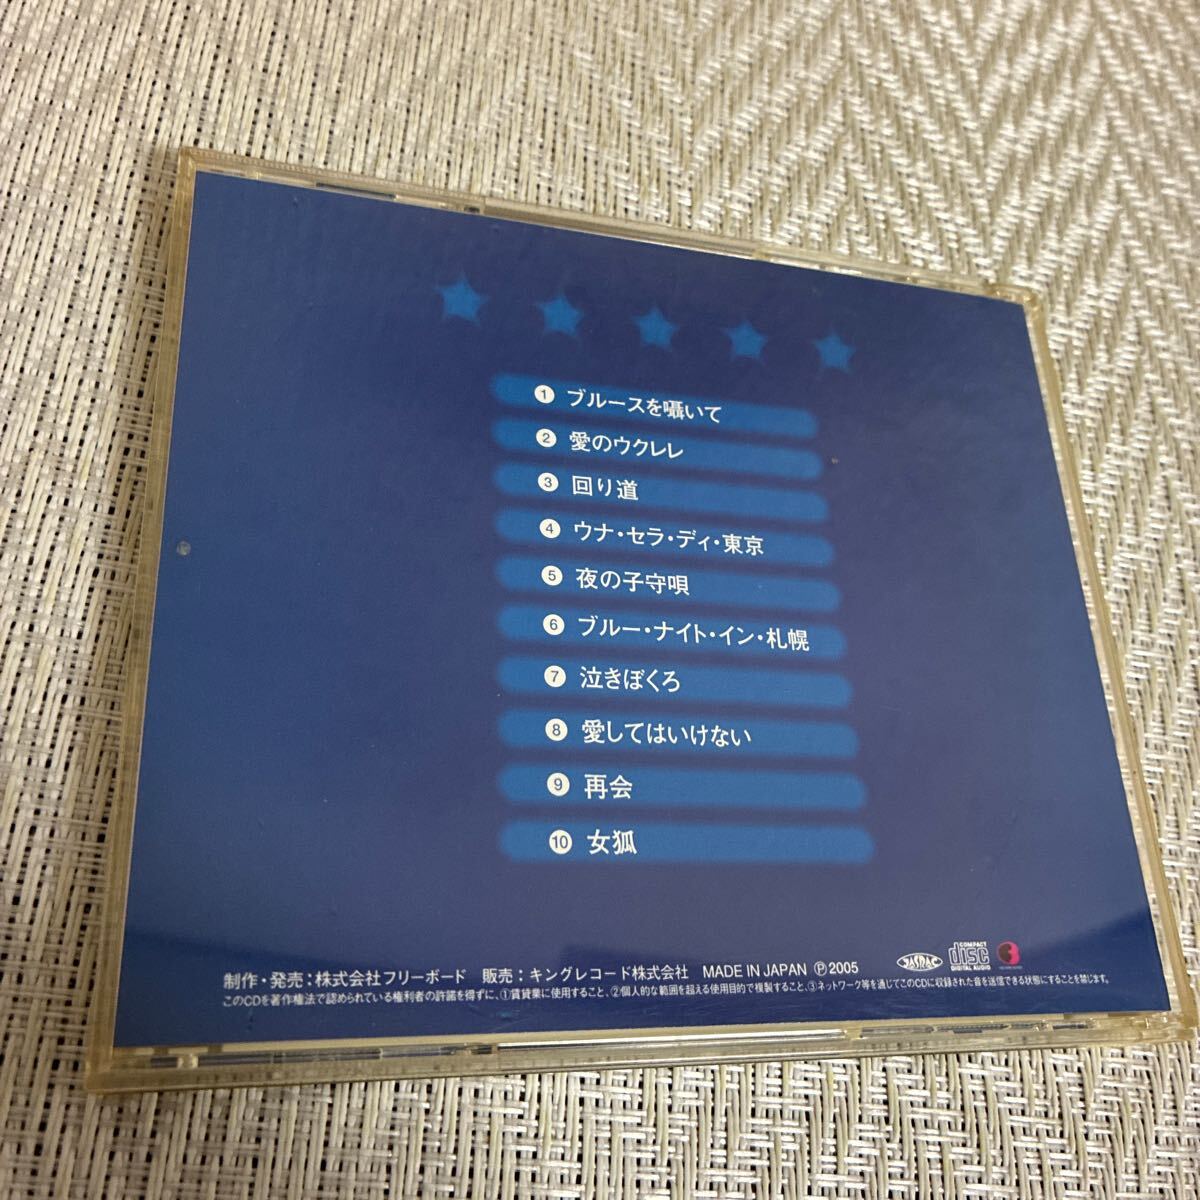 1 ブルースを囁いて
2 愛のウクレレ
3 回り道
4 ウナ・セラ・ディ・東京
5 夜の子守唄
6 ブルー・ナイト・イン・札幌
7 泣きぼくろ
8 愛してはいけない
9 再会
10 女狐
JASRAC
COMPACT
disc
DIGITAL AUDIO
制作・発売：株式会社フリーボード 販売：キングレコード株式会社 MADE IN JAPAN Ⓟ2005
このCDを著作権法で認められている権利者の許諾を得ずに、①賃貸業に使用すること、②個人的な範囲を超える使用目的で複製すること、③ネットワーク等を通じてこのCDに収録された音を送信できる状態にすることを禁じます。